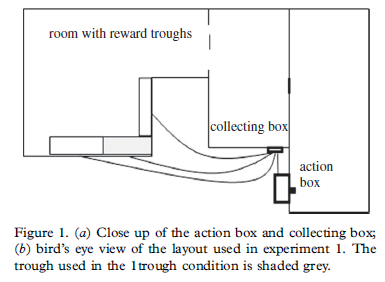 room with reward troughs
collecting box
action
box
Figure 1. (a) Close up of the action box and collecting box;
(b) bird's eye view of the layout used in experiment 1. The
trough used in the 1trough condition is shaded grey.